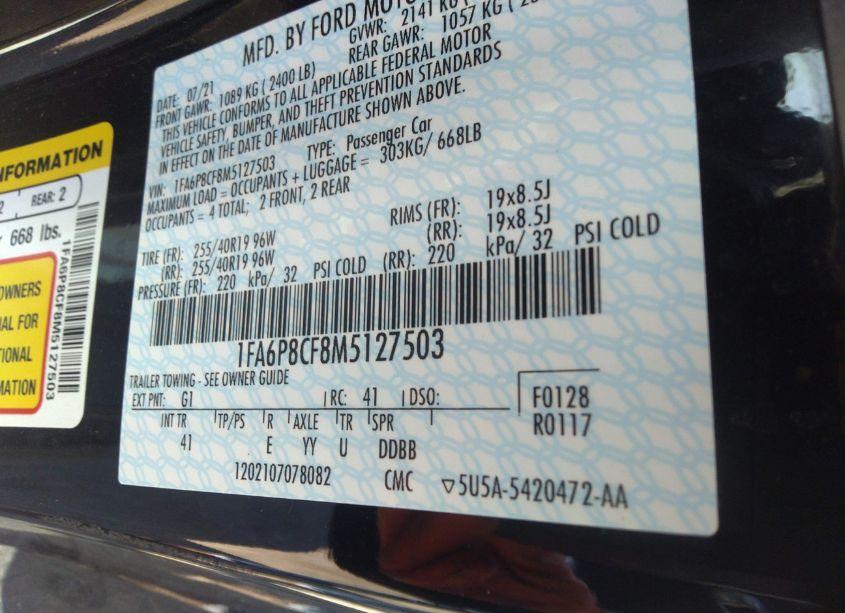 MFD. BY FORD MOTO
DATE: 07/21 GVWR: 2141 KG
FRONT GAWR: 1089 KG ( 2400 LB) REAR GAWR: 1057 KG
THIS VEHICLE CONFORMS TO ALL APPLICABLE FEDERAL MOTOR
VEHICLE SAFETY, BUMPER, AND THEFT PREVENTION STANDARDS
IN EFFECT ON THE DATE OF MANUFACTURE SHOWN ABOVE.
VIN: 1FA6P8CF8M5127503 TYPE: Passenger Car
MAXIMUM LOAD = OCCUPANTS + LUGGAGE = 303KG/ 668LB
OCCUPANTS = 4 TOTAL; 2 FRONT, 2 REAR
TIRE (FR): 255/40R19 96W RIMS (FR): 19x8.5J
(RR): 255/40R19 96W (RR): 19x8.5J
PRESSURE (FR): 220 kPa/ 32 PSI COLD (RR): 220 kPa/ 32 PSI COLD
1FA6P8CF8M5127503
TRAILER TOWING - SEE OWNER GUIDE
EXT PNT: G1 RC: 41 DSO:
F0128
INT TR TP/PS R AXLE TR SPR
R0117
41 E YY U DDBB
1202107078082 CMC ▽5U5A-5420472-AA
INFORMATION
2 REAR: 2
668 lbs.
OWNERS
UAL FOR
TIONAL
MATION
1FA6P8CF8M5127503